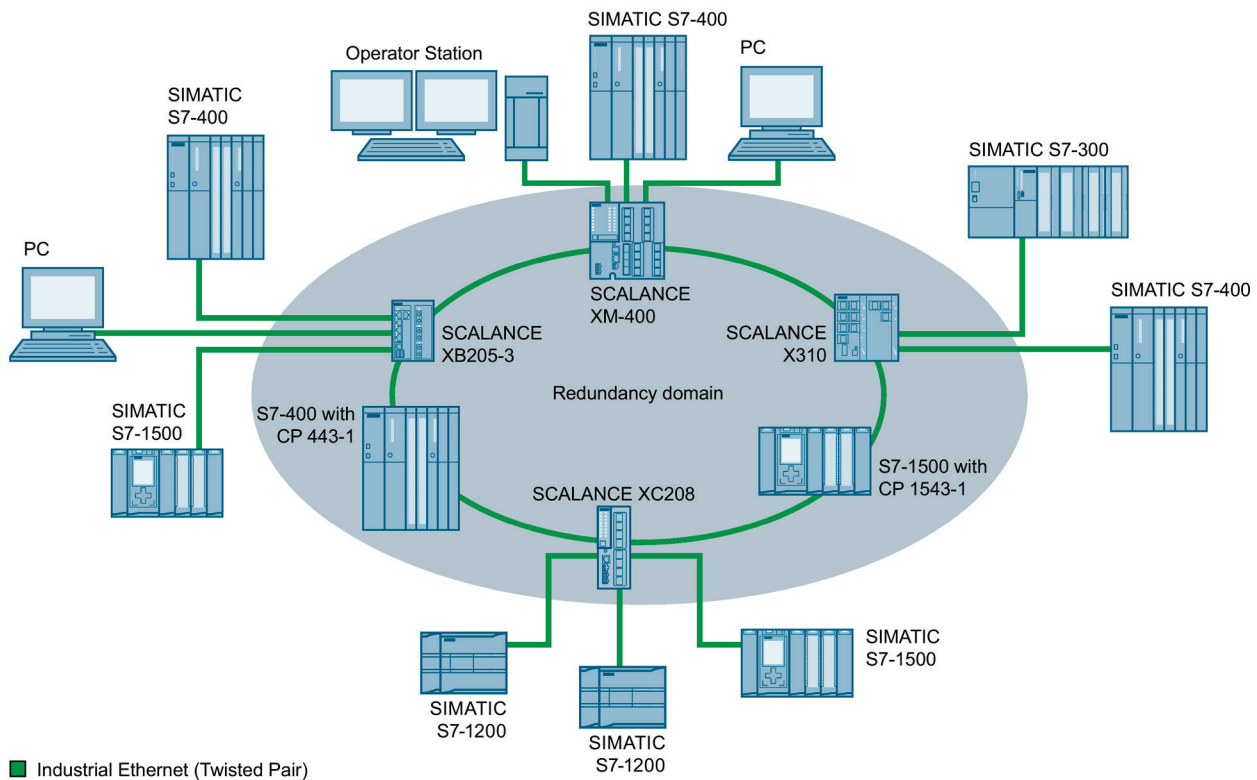 SIMATIC S7-400
Operator Station
PC
SIMATIC
S7-400
SIMATIC S7-300
PC
SCALANCE
XM-400
SIMATIC S7-400
SCALANCE
XB205-3
SCALANCE
X310
Redundancy domain
SIMATIC
S7-1500
S7-400 with
CP 443-1
S7-1500 with
CP 1543-1
SCALANCE XC208
SIMATIC
S7-1500
SIMATIC
S7-1200
SIMATIC
S7-1200
Industrial Ethernet (Twisted Pair)